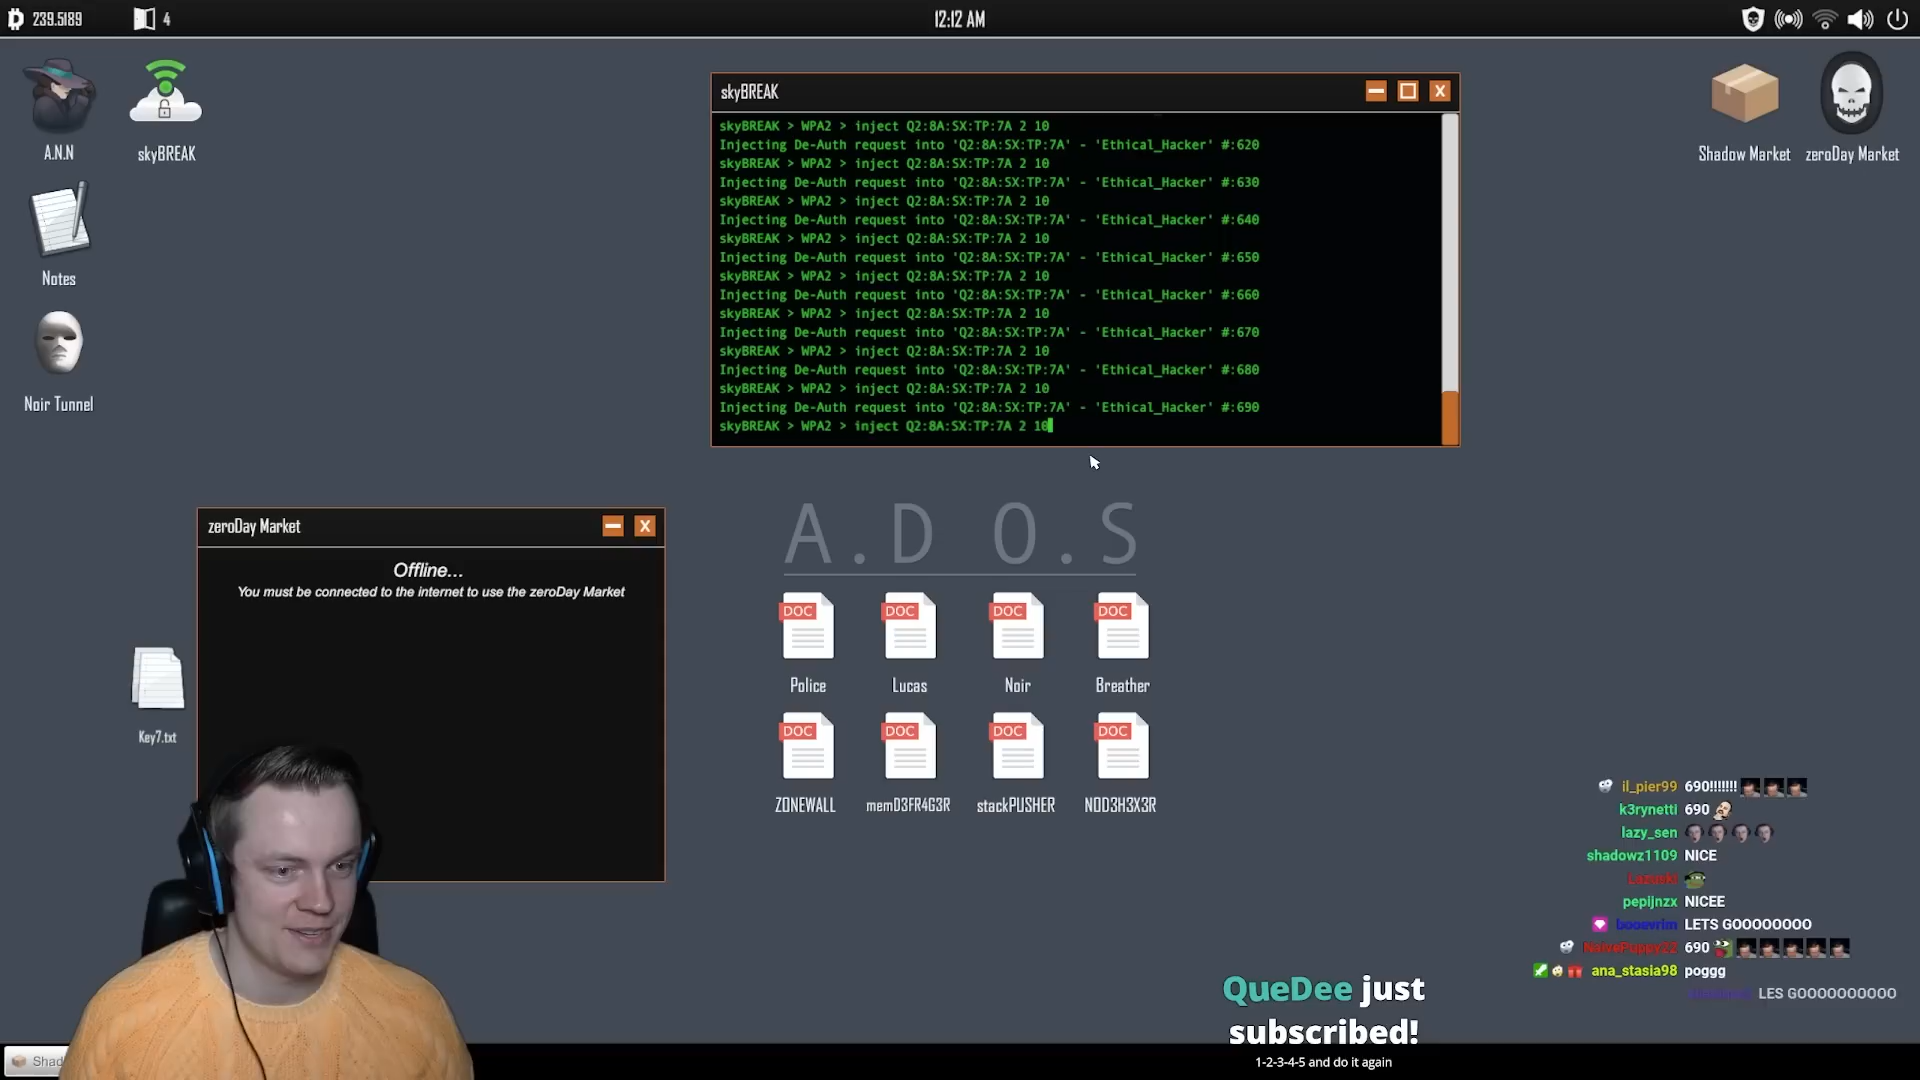 239.5189
4
12:12 AM
A.N.N
skyBREAK
Notes
Noir Tunnel
Shadow Market
zeroDay Market
skyBREAK
skyBREAK > WPA2 > inject Q2:8A:SX:TP:7A 2 10
Injecting De-Auth request into 'Q2:8A:SX:TP:7A' - 'Ethical_Hacker' #:620
skyBREAK > WPA2 > inject Q2:8A:SX:TP:7A 2 10
Injecting De-Auth request into 'Q2:8A:SX:TP:7A' - 'Ethical_Hacker' #:630
skyBREAK > WPA2 > inject Q2:8A:SX:TP:7A 2 10
Injecting De-Auth request into 'Q2:8A:SX:TP:7A' - 'Ethical_Hacker' #:640
skyBREAK > WPA2 > inject Q2:8A:SX:TP:7A 2 10
Injecting De-Auth request into 'Q2:8A:SX:TP:7A' - 'Ethical_Hacker' #:650
skyBREAK > WPA2 > inject Q2:8A:SX:TP:7A 2 10
Injecting De-Auth request into 'Q2:8A:SX:TP:7A' - 'Ethical_Hacker' #:660
skyBREAK > WPA2 > inject Q2:8A:SX:TP:7A 2 10
Injecting De-Auth request into 'Q2:8A:SX:TP:7A' - 'Ethical_Hacker' #:670
skyBREAK > WPA2 > inject Q2:8A:SX:TP:7A 2 10
Injecting De-Auth request into 'Q2:8A:SX:TP:7A' - 'Ethical_Hacker' #:680
skyBREAK > WPA2 > inject Q2:8A:SX:TP:7A 2 10
Injecting De-Auth request into 'Q2:8A:SX:TP:7A' - 'Ethical_Hacker' #:690
skyBREAK > WPA2 > inject Q2:8A:SX:TP:7A 2 10
zeroDay Market
Offline...
You must be connected to the internet to use the zeroDay Market
Key7.txt
A.D O.S
DOC DOC DOC DOC
Police Lucas Noir Breather
DOC DOC DOC DOC
ZONEWALL memD3FR4G3R stackPUSHER NOD3H3X3R
il_pier99 690!!!!!!!
k3rynetti 690
lazy_sen
shadowz1109 NICE
pepijnzx NICEE
booevrim LETS GOOOOOOOO
NaivePuppy22 690
ana_stasia98 poggg
LES GOOOOOOOOOO
QueDee just
subscribed!
1-2-3-4-5 and do it again
Shad